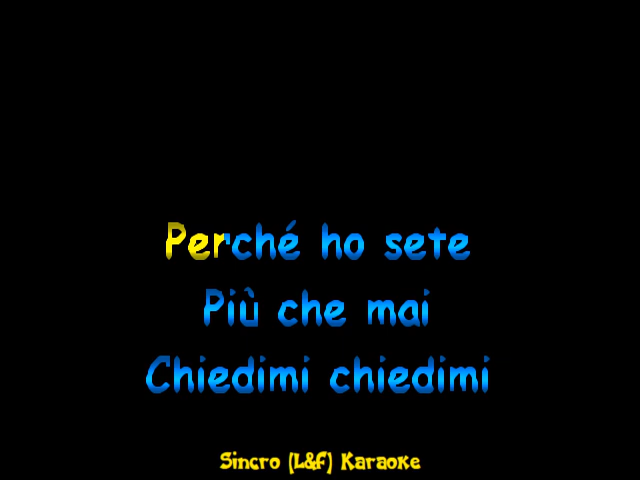 Perché ho sete
Più che mai
Chiedimi chiedimi
Sincro (L&F) Karaoke